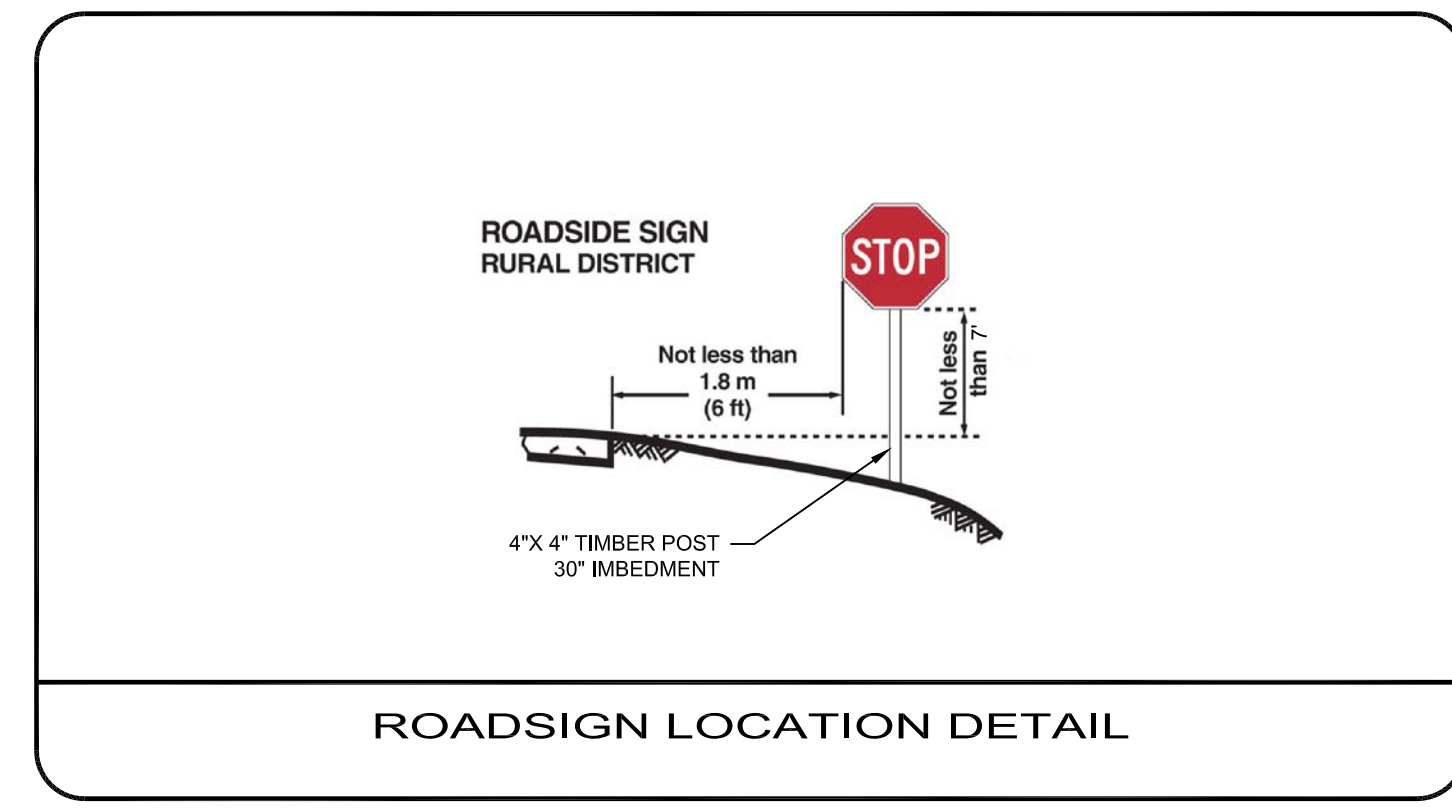 ROADSIDE SIGN
RURAL DISTRICT
STOP
Not less than
1.8 m
(6 ft)
Not less
than 7'
4"X 4" TIMBER POST
30" IMBEDMENT
ROADSIGN LOCATION DETAIL